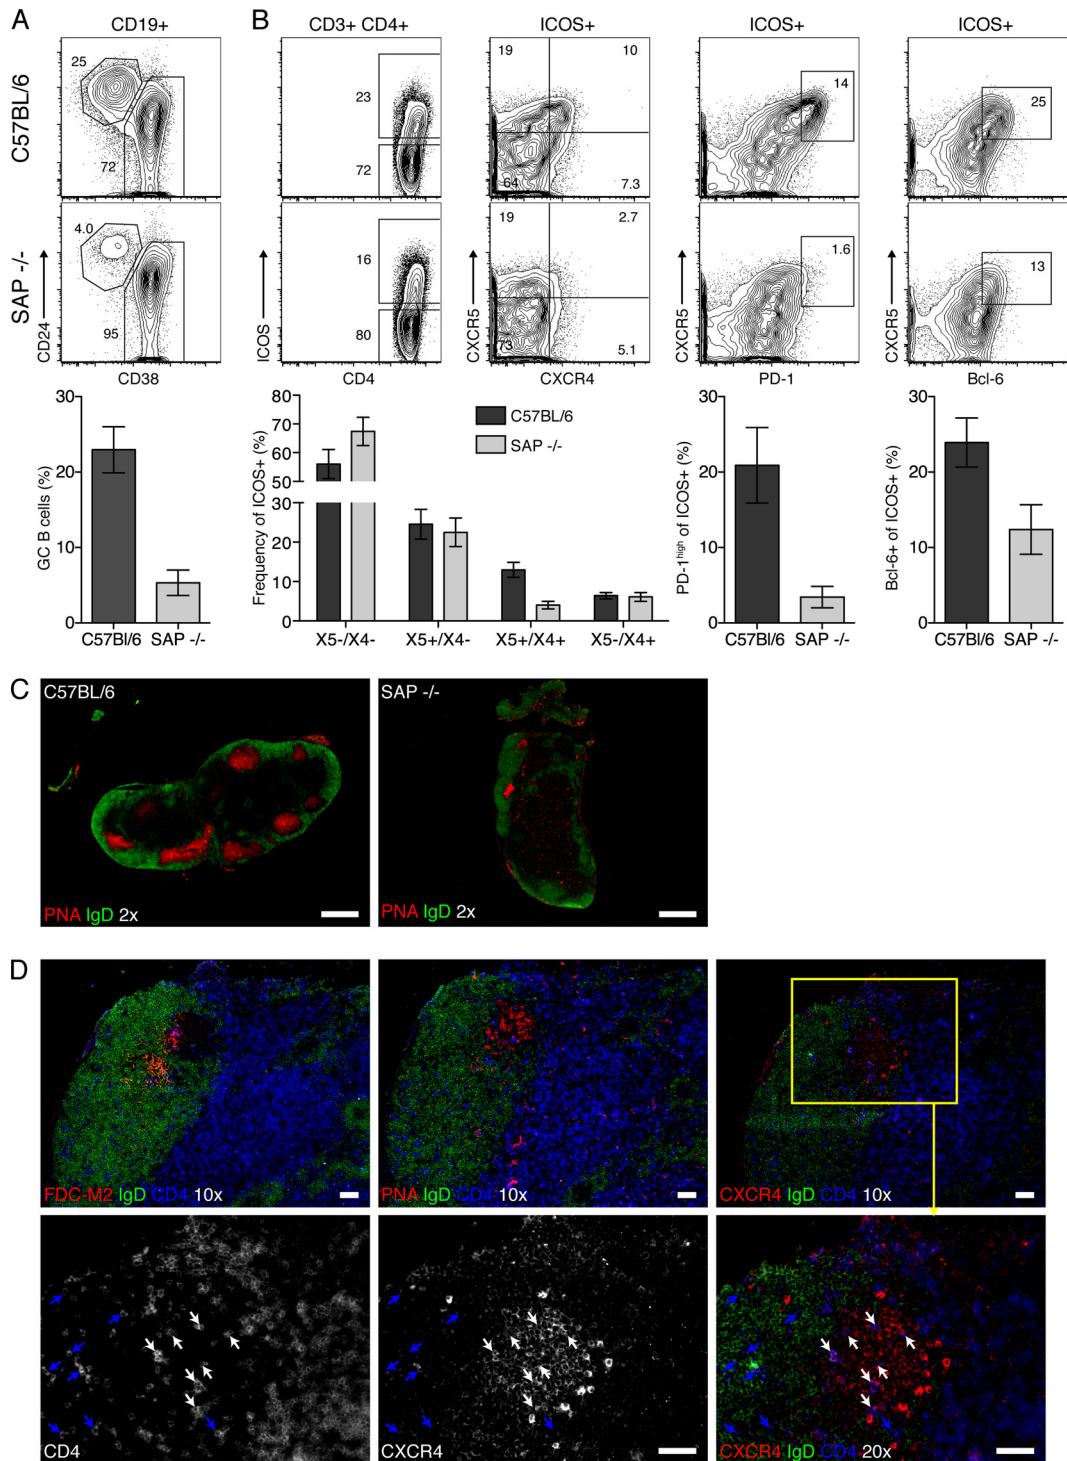 A
CD19+
B
CD3+ CD4+
ICOS+
ICOS+
ICOS+
C57BL/6
25
72
23
72
19
10
64
7.3
14
25
SAP -/-
4.0
95
16
80
19
2.7
73
5.1
1.6
13
CD24
ICOS
CXCR5
CXCR5
CXCR5
CD38
CD4
CXCR4
PD-1
Bcl-6
GC B cells (%)
30
20
10
0
C57Bl/6
SAP -/-
Frequency of ICOS+ (%)
80
70
60
50
30
20
10
0
X5-/X4-
X5+/X4-
X5+/X4+
X5-/X4+
C57BL/6
SAP -/-
PD-1high of ICOS+ (%)
30
20
10
0
C57Bl/6
SAP -/-
Bcl-6+ of ICOS+ (%)
30
20
10
0
C57Bl/6
SAP -/-
C
C57BL/6
PNA IgD 2x
SAP -/-
PNA IgD 2x
D
FDC-M2 IgD CD4 10x
PNA IgD CD4 10x
CXCR4 IgD CD4 10x
CD4
CXCR4
CXCR4 IgD CD4 20x